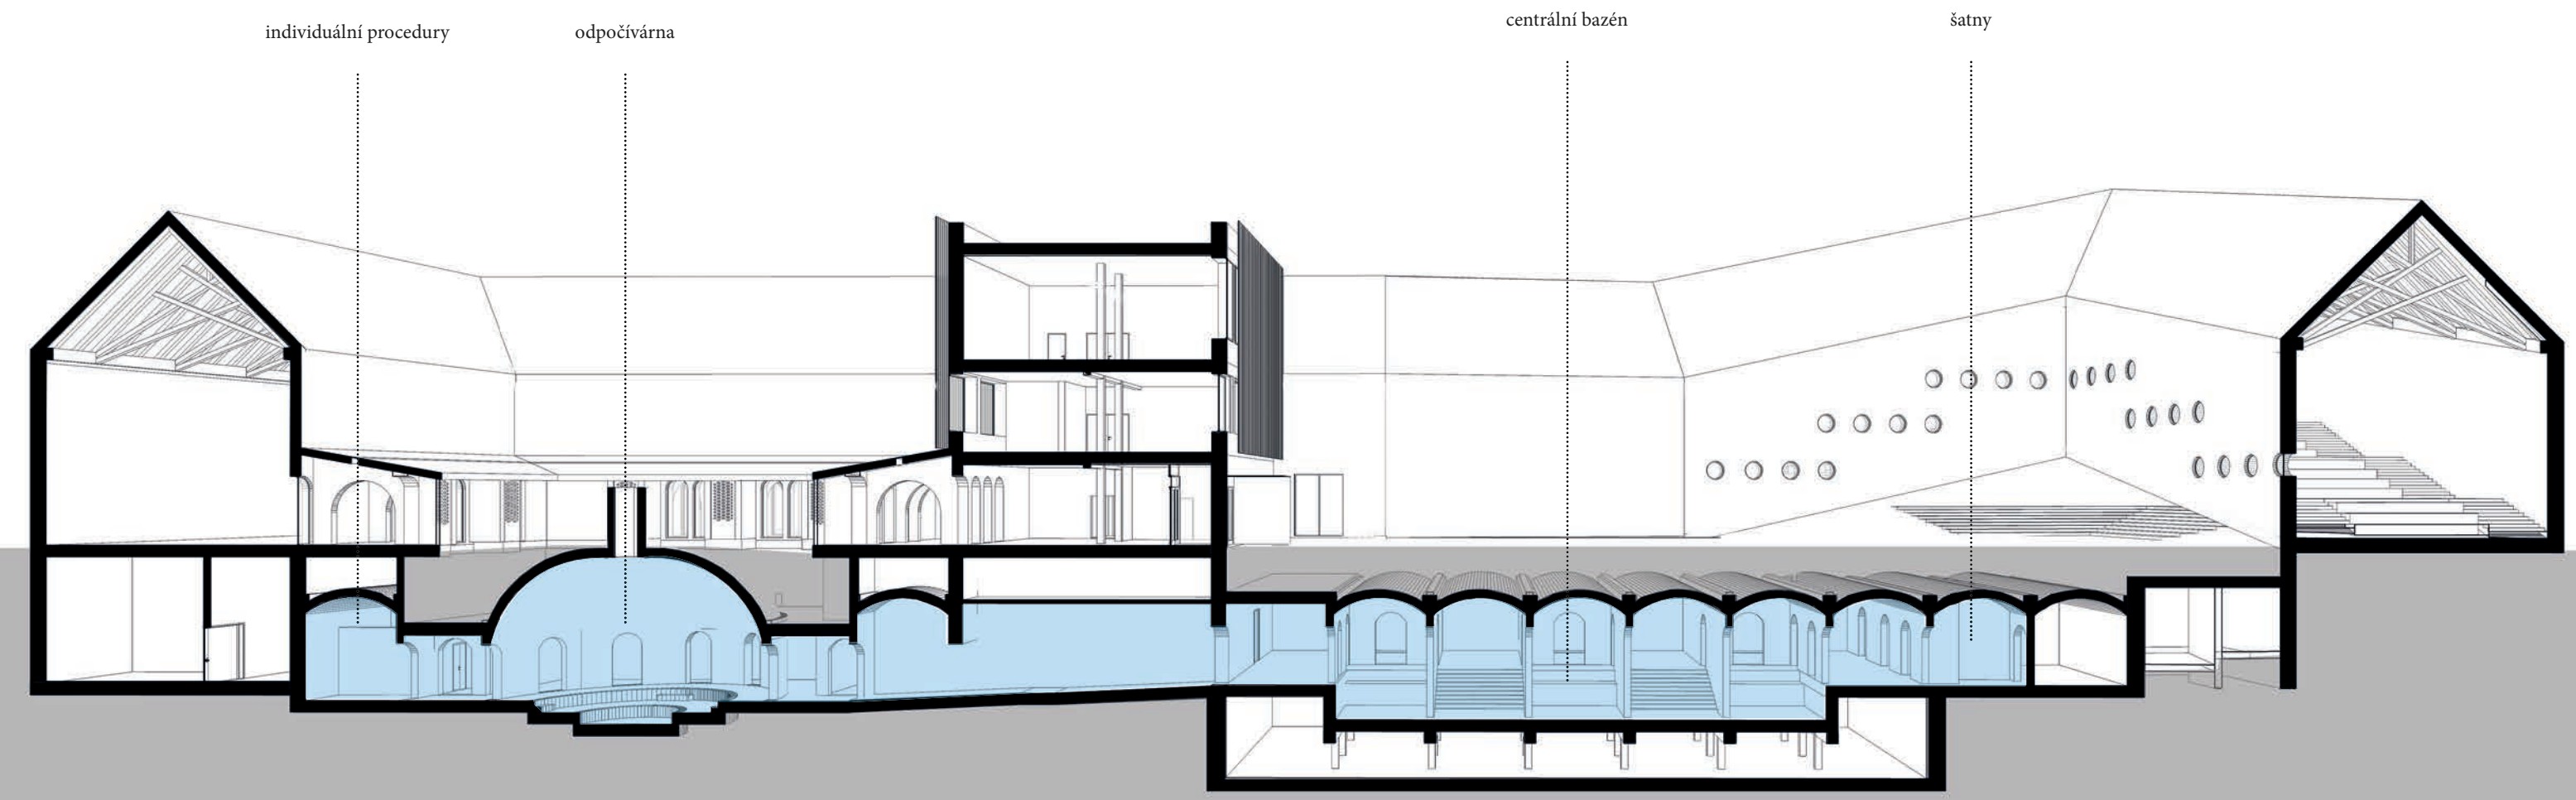 individuální procedury
odpočívárna
centrální bazén
šatny